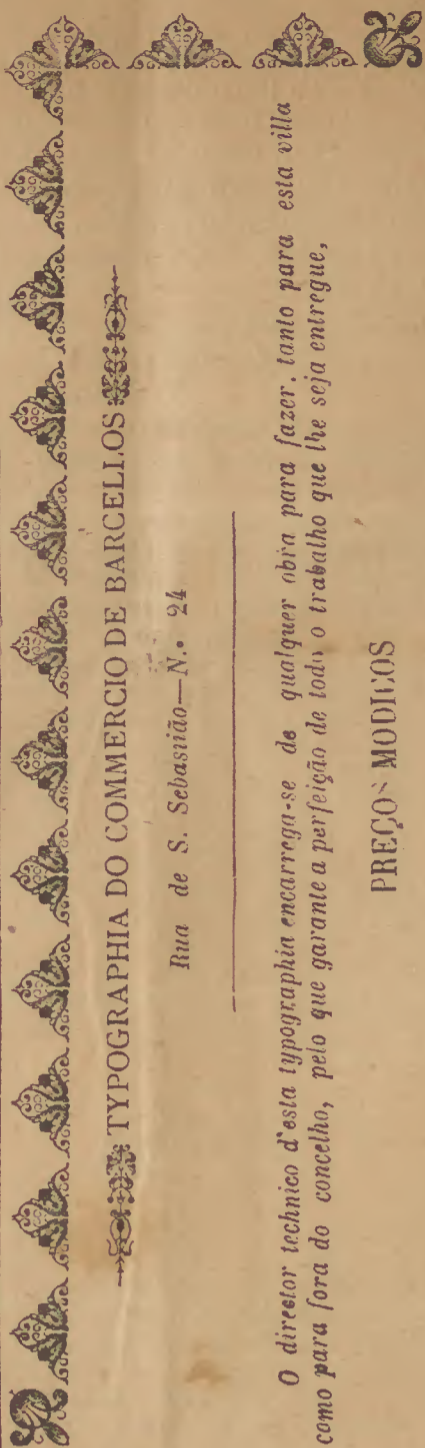 TYPOGRAPHIA DO COMMERCIO DE BARCELLOS
Rua de S. Sebastião—N.º 24
O director technico d'esta typographia encarrega-se de qualquer obra para fazer. tanto para esta villa
como para fora do concelho, pelo que garante a perfeição de todo o trabalho que lhe seja entregue,
PREÇOS MODICOS